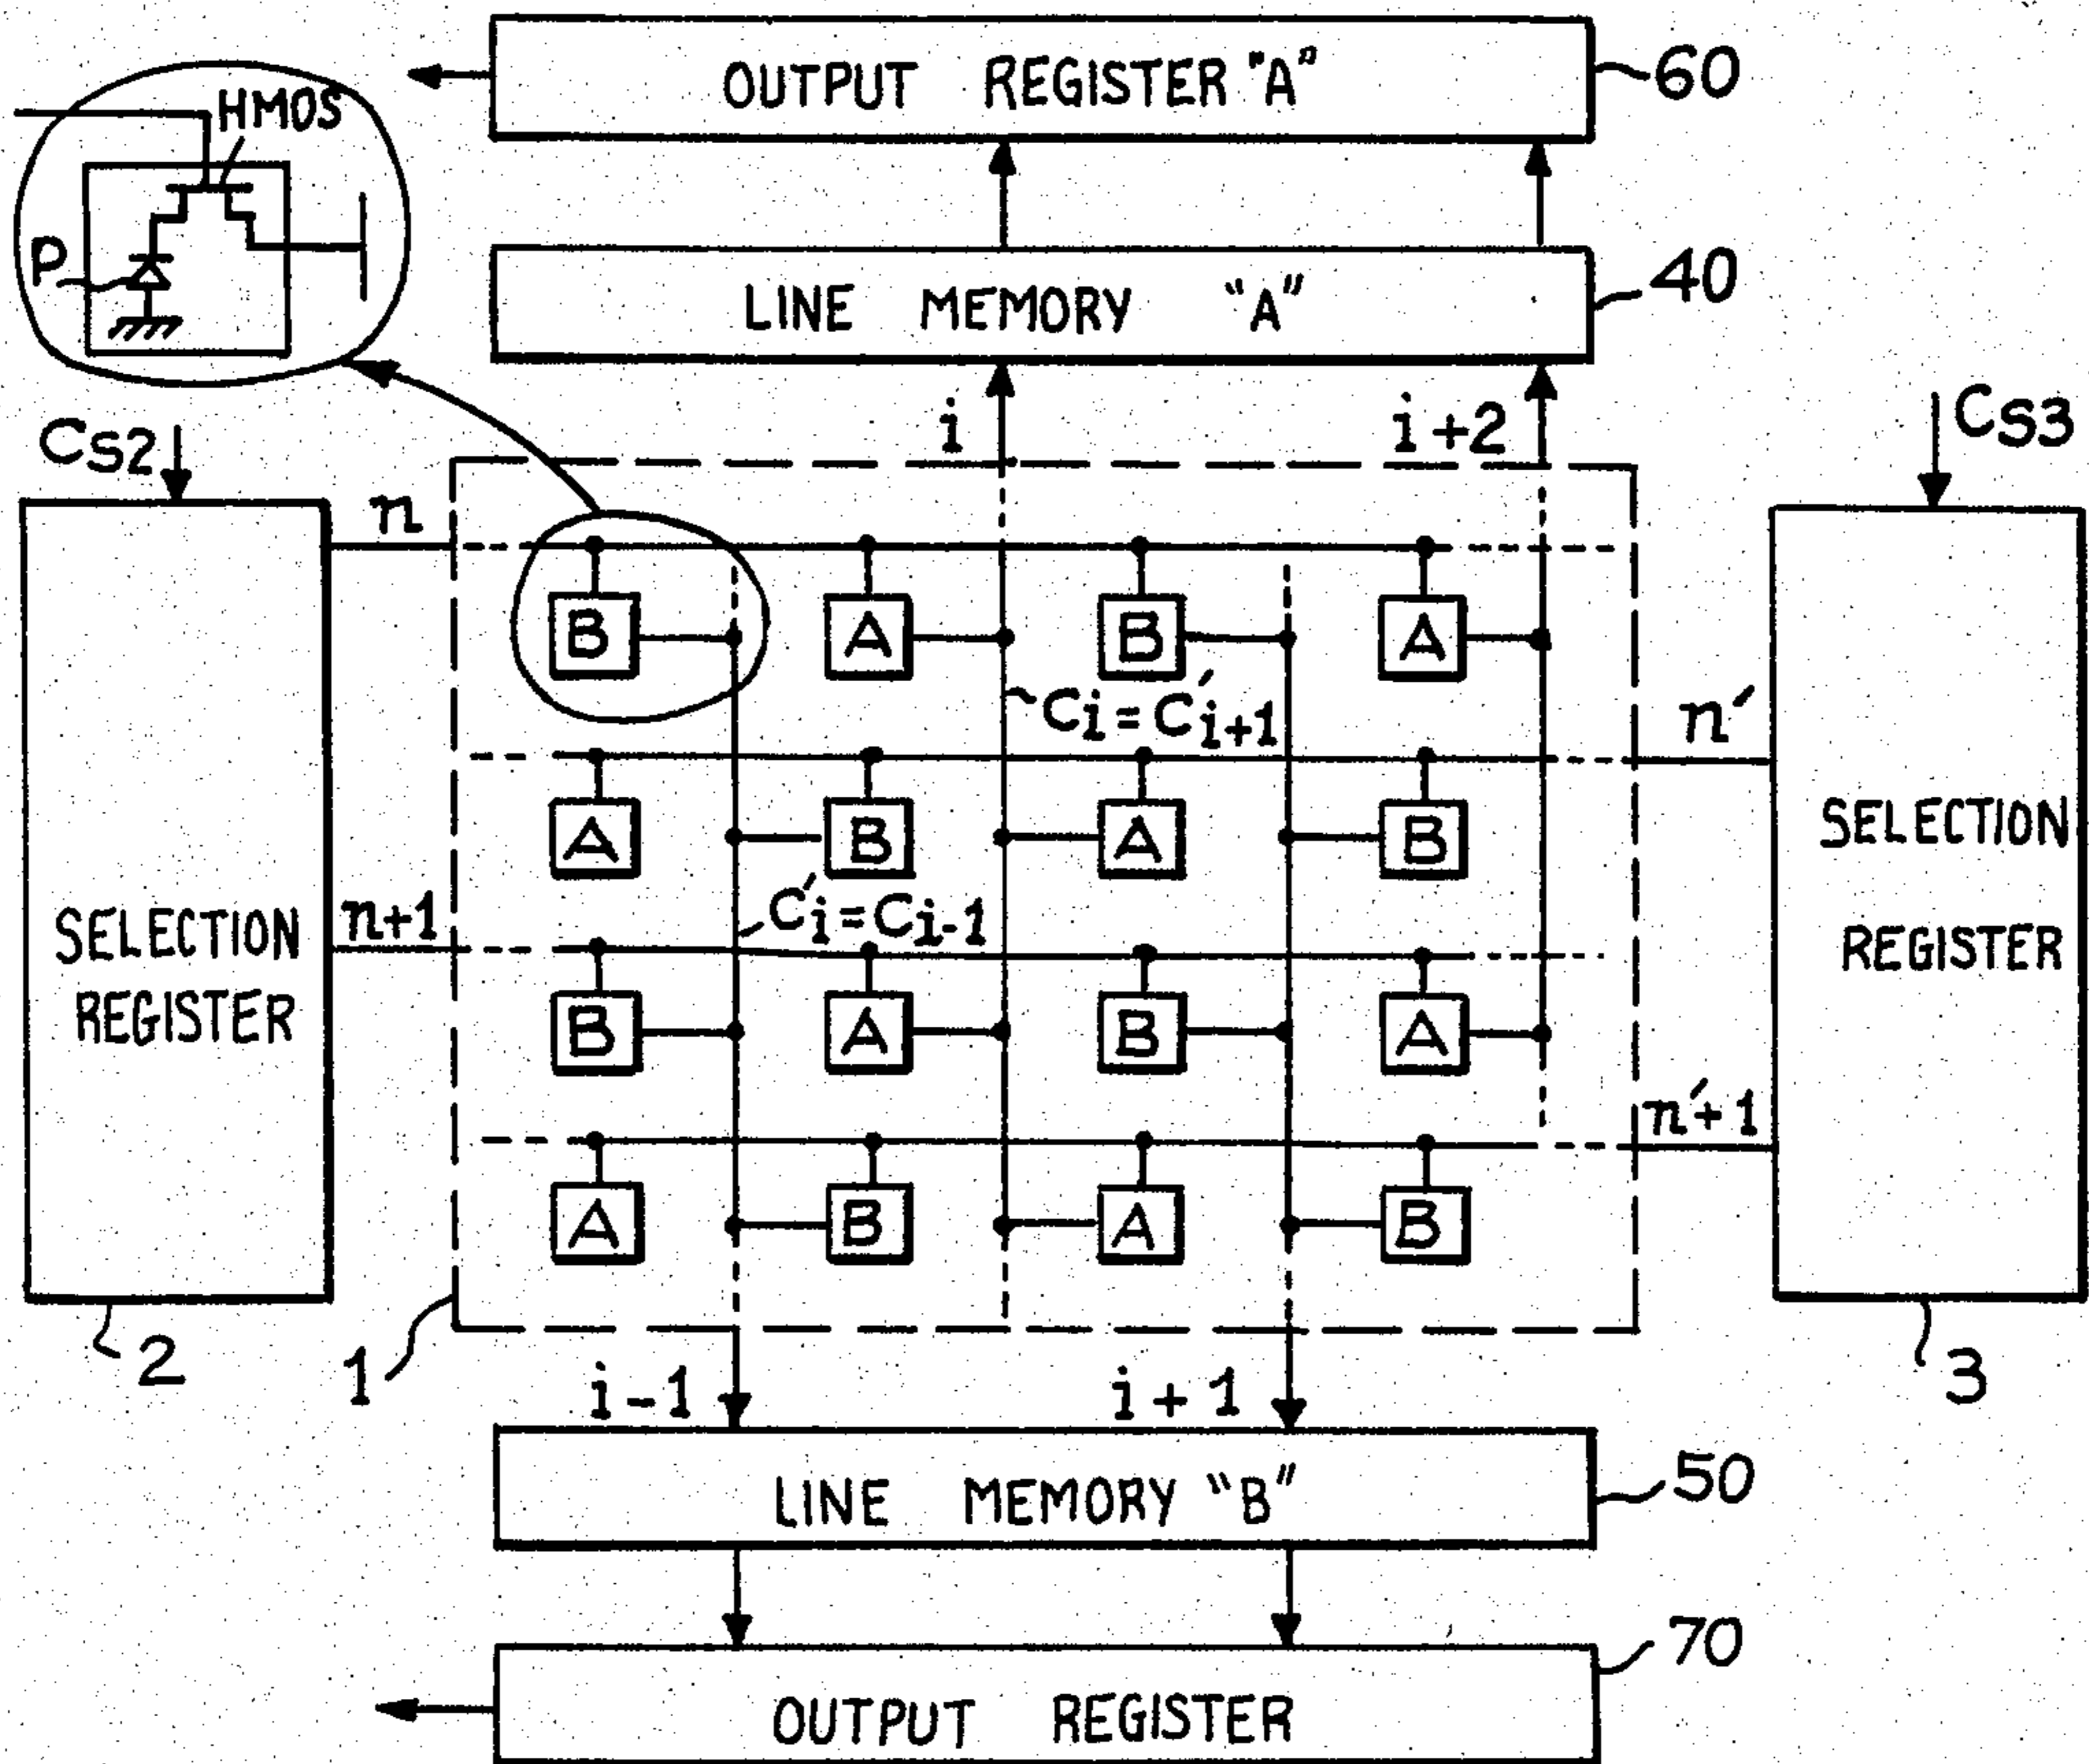 OUTPUT REGISTER "A"
60
HMOS
P
LINE MEMORY "A"
40
CS2
i
i+2
CS3
n
B A B A
Ci = C'i+1
n'
A B A B
SELECTION REGISTER
C'i = Ci-1
n+1
SELECTION REGISTER
B A B A
n'+1
A B A B
2
1
3
i-1
i+1
LINE MEMORY "B"
50
OUTPUT REGISTER
70